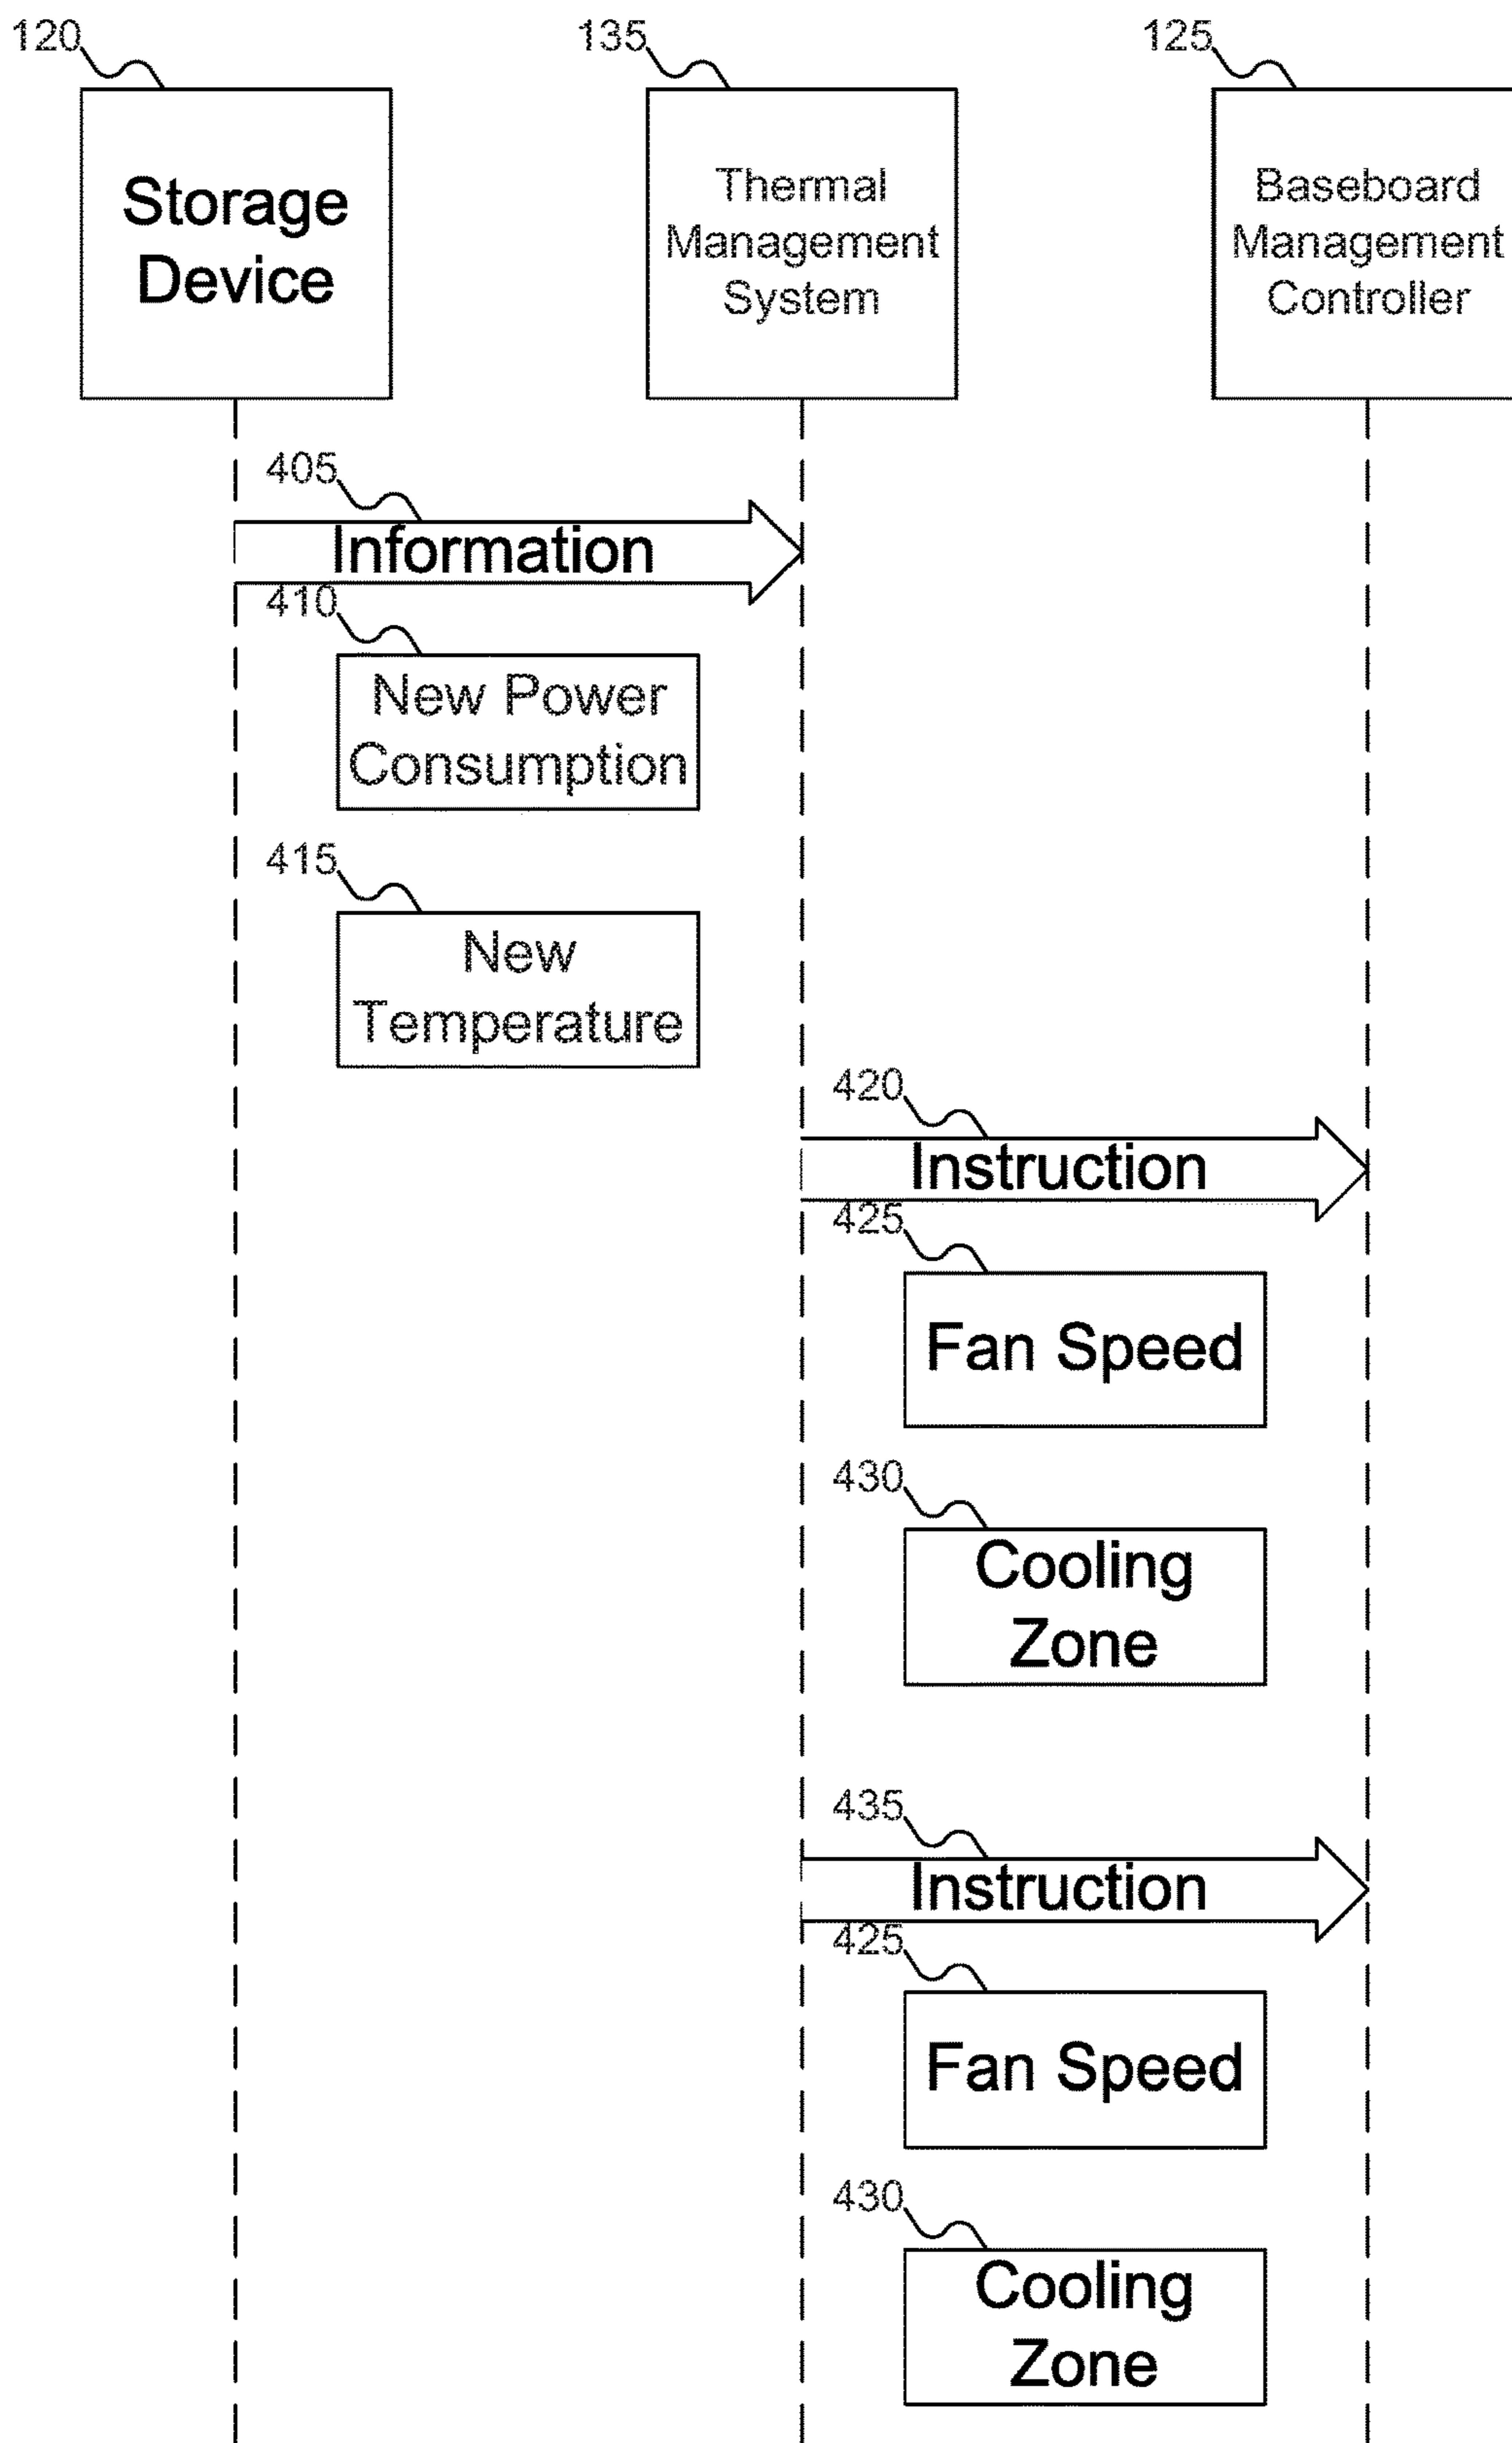 120
135
125
Storage
Device
Thermal
Management
System
Baseboard
Management
Controller
405
Information
410
New Power
Consumption
415
New
Temperature
420
Instruction
425
Fan Speed
430
Cooling
Zone
435
Instruction
425
Fan Speed
430
Cooling
Zone